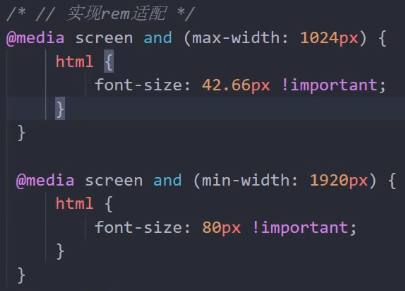 /* // 实现rem适配 */
@media screen and (max-width: 1024px) {
html {
font-size: 42.66px !important;
}
}
@media screen and (min-width: 1920px) {
html {
font-size: 80px !important;
}
}